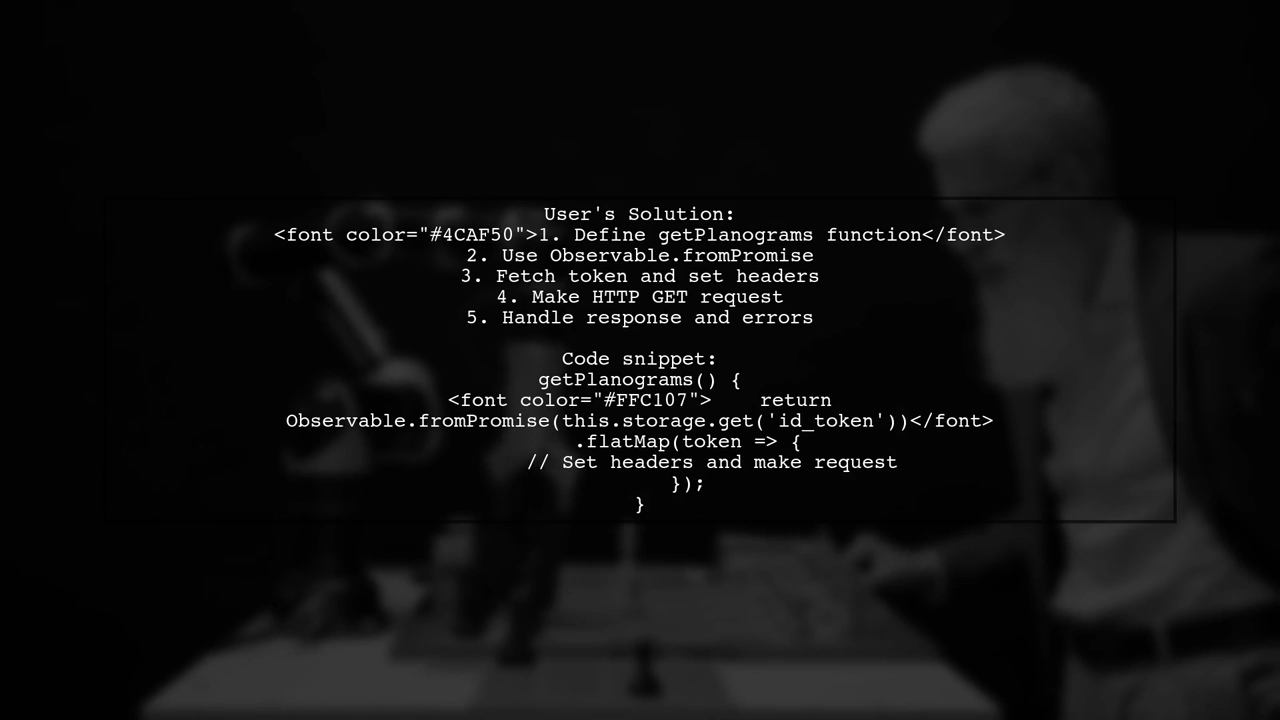 User's Solution:
<font color="#4CAF50">1. Define getPlanograms function</font>
2. Use Observable.fromPromise
3. Fetch token and set headers
4. Make HTTP GET request
5. Handle response and errors

Code snippet:
getPlanograms() {
<font color="#FFC107">    return
Observable.fromPromise(this.storage.get('id_token'))</font>
.flatMap(token => {
// Set headers and make request
});
}